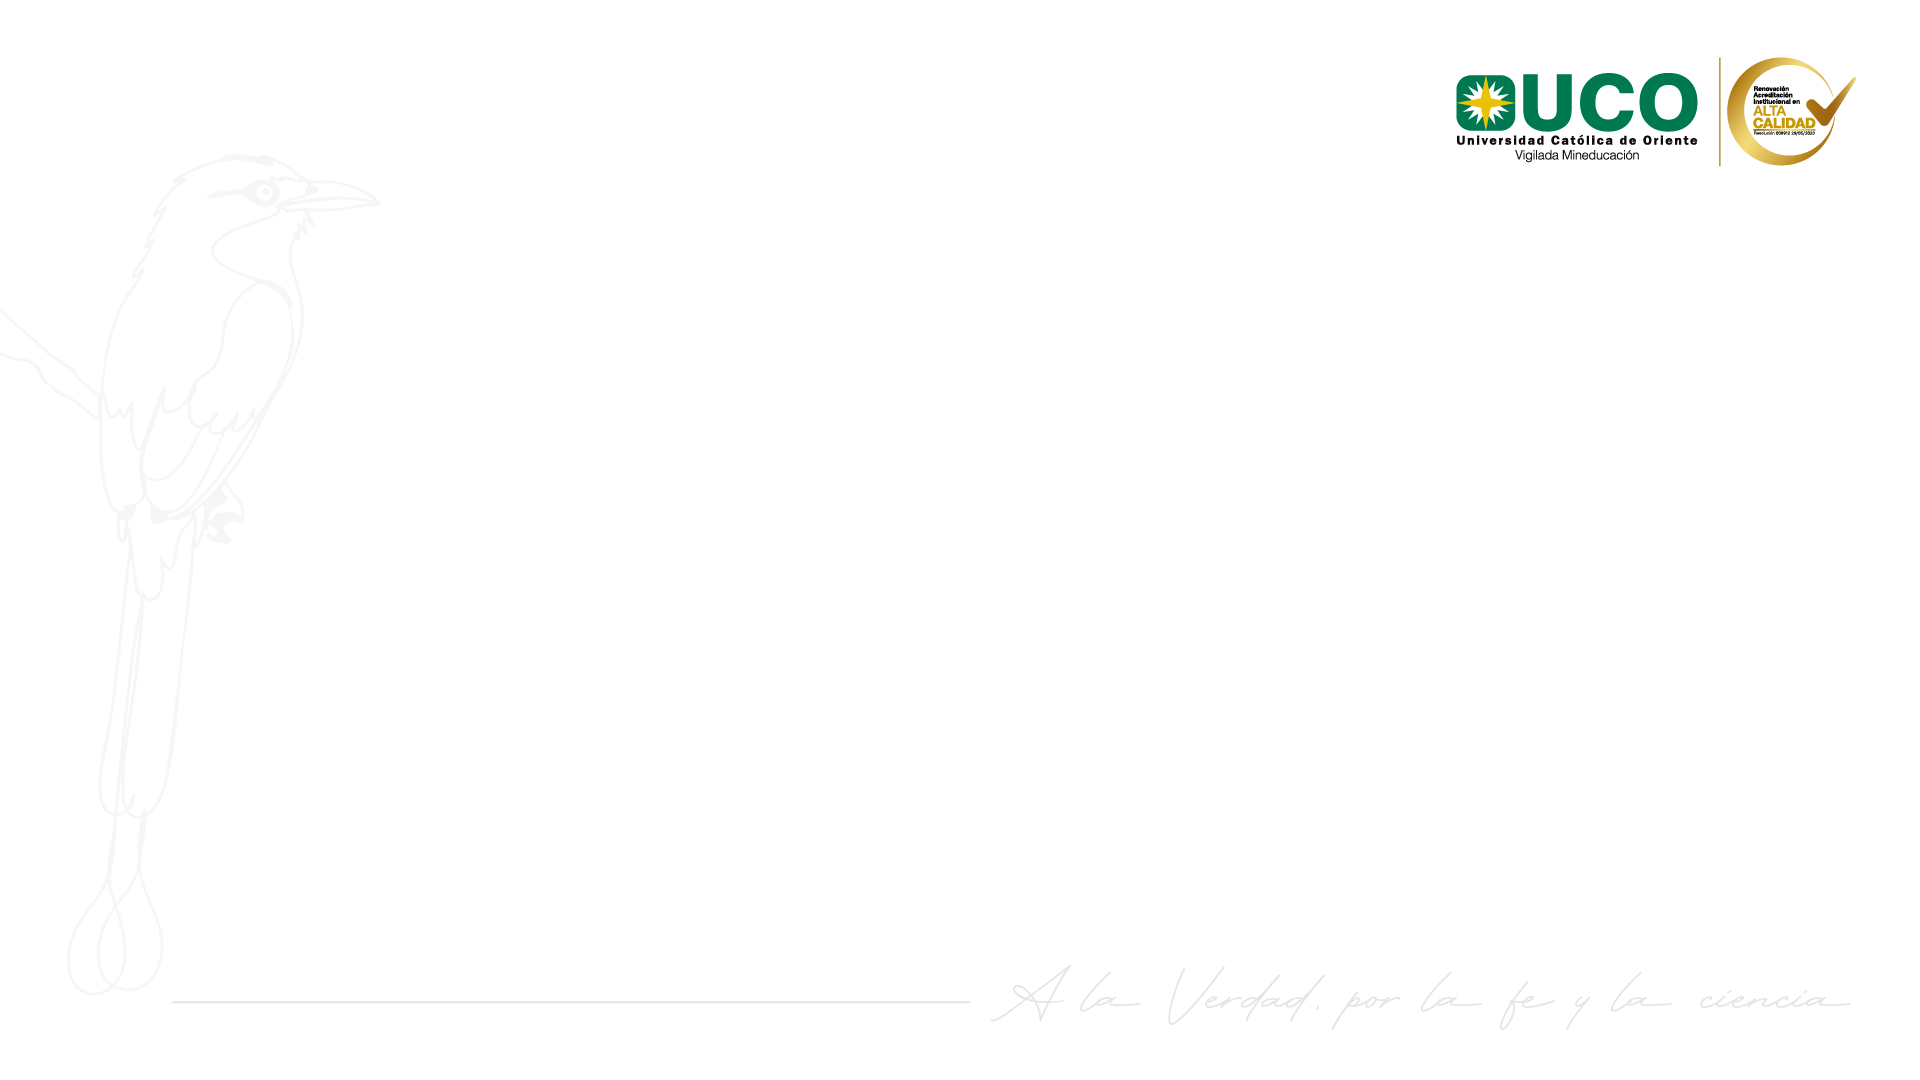 UCO
Universidad Católica de Oriente
Vigilada Mineducación
Renovación
Acreditación
Institucional en
ALTA
CALIDAD
A la Verdad. por la fe y la ciencia